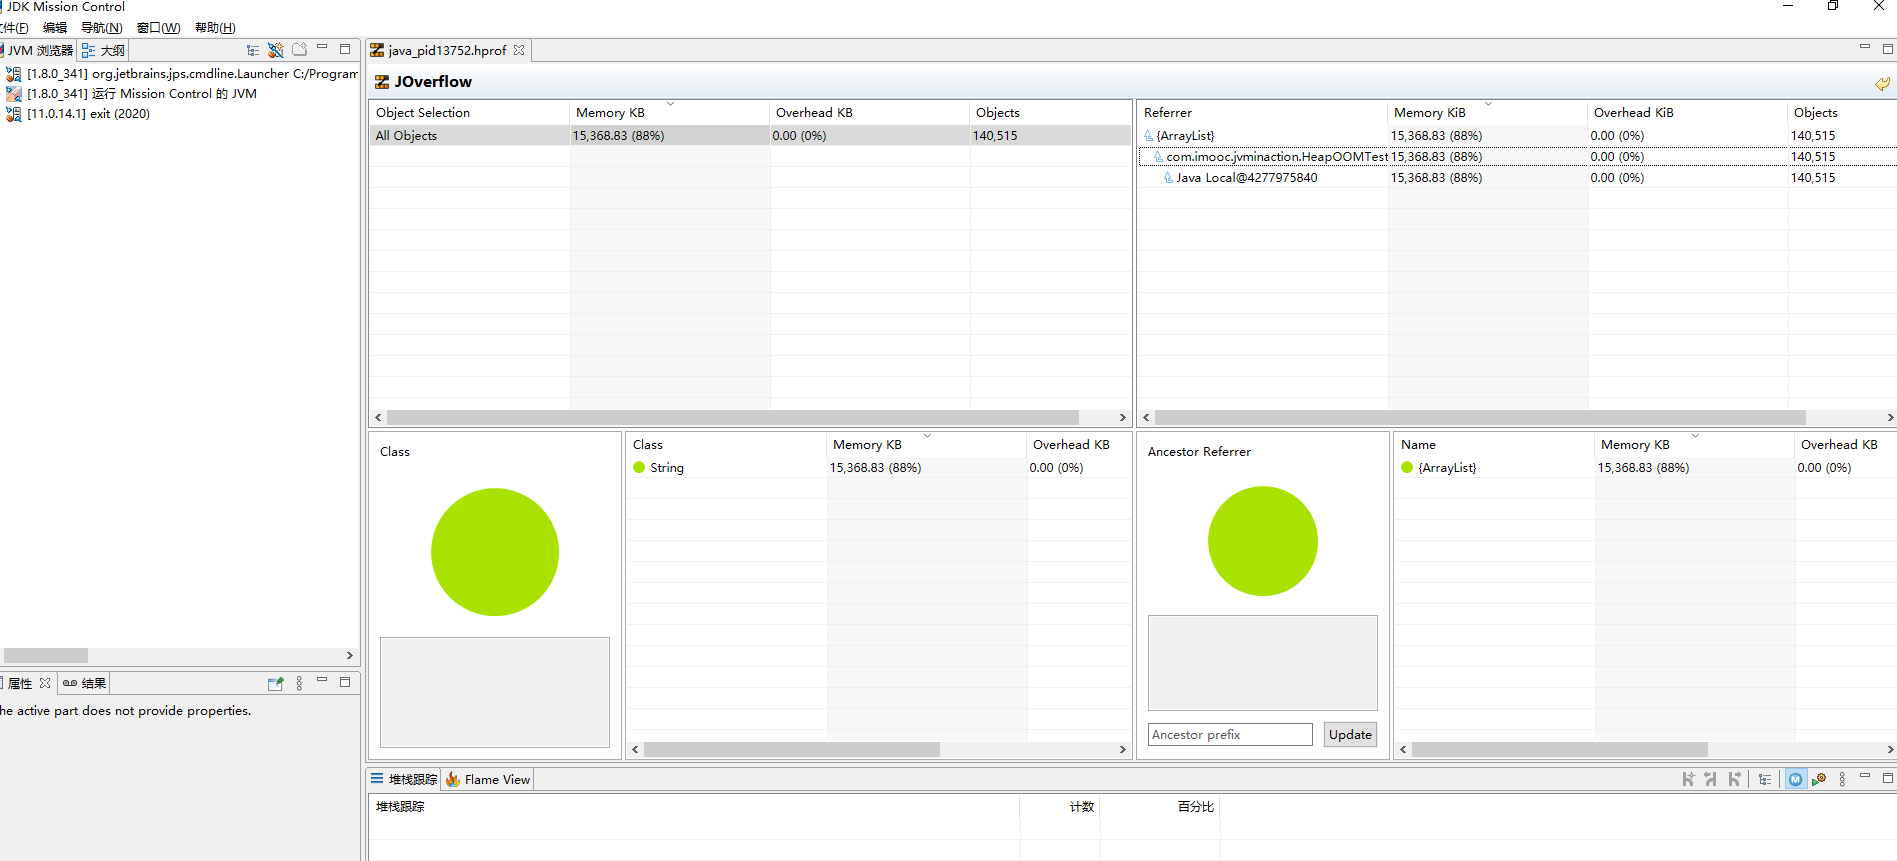 JDK Mission Control
文件(F) 编辑 导航(N) 窗口(W) 帮助(H)
JVM 浏览器 大纲
[1.8.0_341] org.jetbrains.jps.cmdline.Launcher C:/Program
[1.8.0_341] 运行 Mission Control 的 JVM
[11.0.14.1] exit (2020)
属性 结果
he active part does not provide properties.
java_pid13752.hprof
JOverflow
Object Selection Memory KB Overhead KB Objects
All Objects 15,368.83 (88%) 0.00 (0%) 140,515
Referrer Memory KiB Overhead KiB Objects
{ArrayList} 15,368.83 (88%) 0.00 (0%) 140,515
com.imooc.jvminaction.HeapOOMTest 15,368.83 (88%) 0.00 (0%) 140,515
Java Local@4277975840 15,368.83 (88%) 0.00 (0%) 140,515
Class
Class Memory KB Overhead KB
String 15,368.83 (88%) 0.00 (0%)
Ancestor Referrer
Ancestor prefix Update
Name Memory KB Overhead KB
{ArrayList} 15,368.83 (88%) 0.00 (0%)
堆栈跟踪 Flame View
堆栈跟踪 计数 百分比